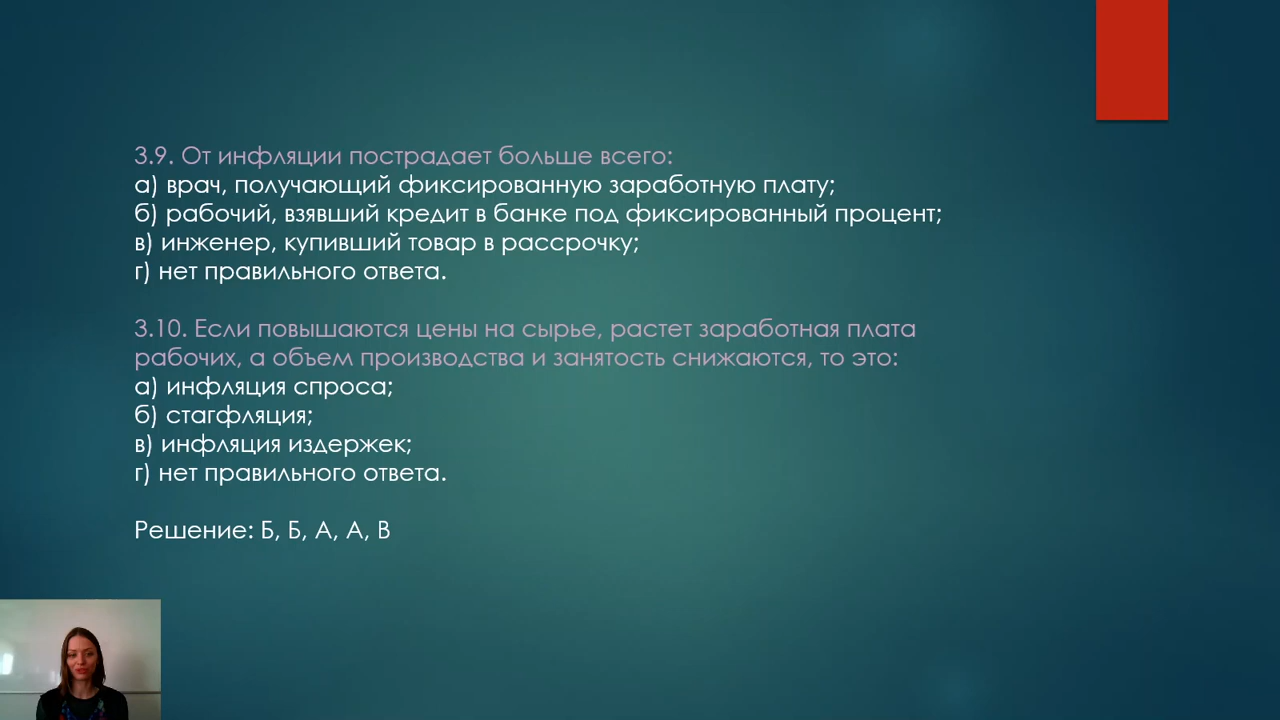 3.9. От инфляции пострадает больше всего:
а) врач, получающий фиксированную заработную плату;
б) рабочий, взявший кредит в банке под фиксированный процент;
в) инженер, купивший товар в рассрочку;
г) нет правильного ответа.
3.10. Если повышаются цены на сырье, растет заработная плата
рабочих, а объем производства и занятость снижаются, то это:
а) инфляция спроса;
б) стагфляция;
в) инфляция издержек;
г) нет правильного ответа.
Решение: Б, Б, А, А, В